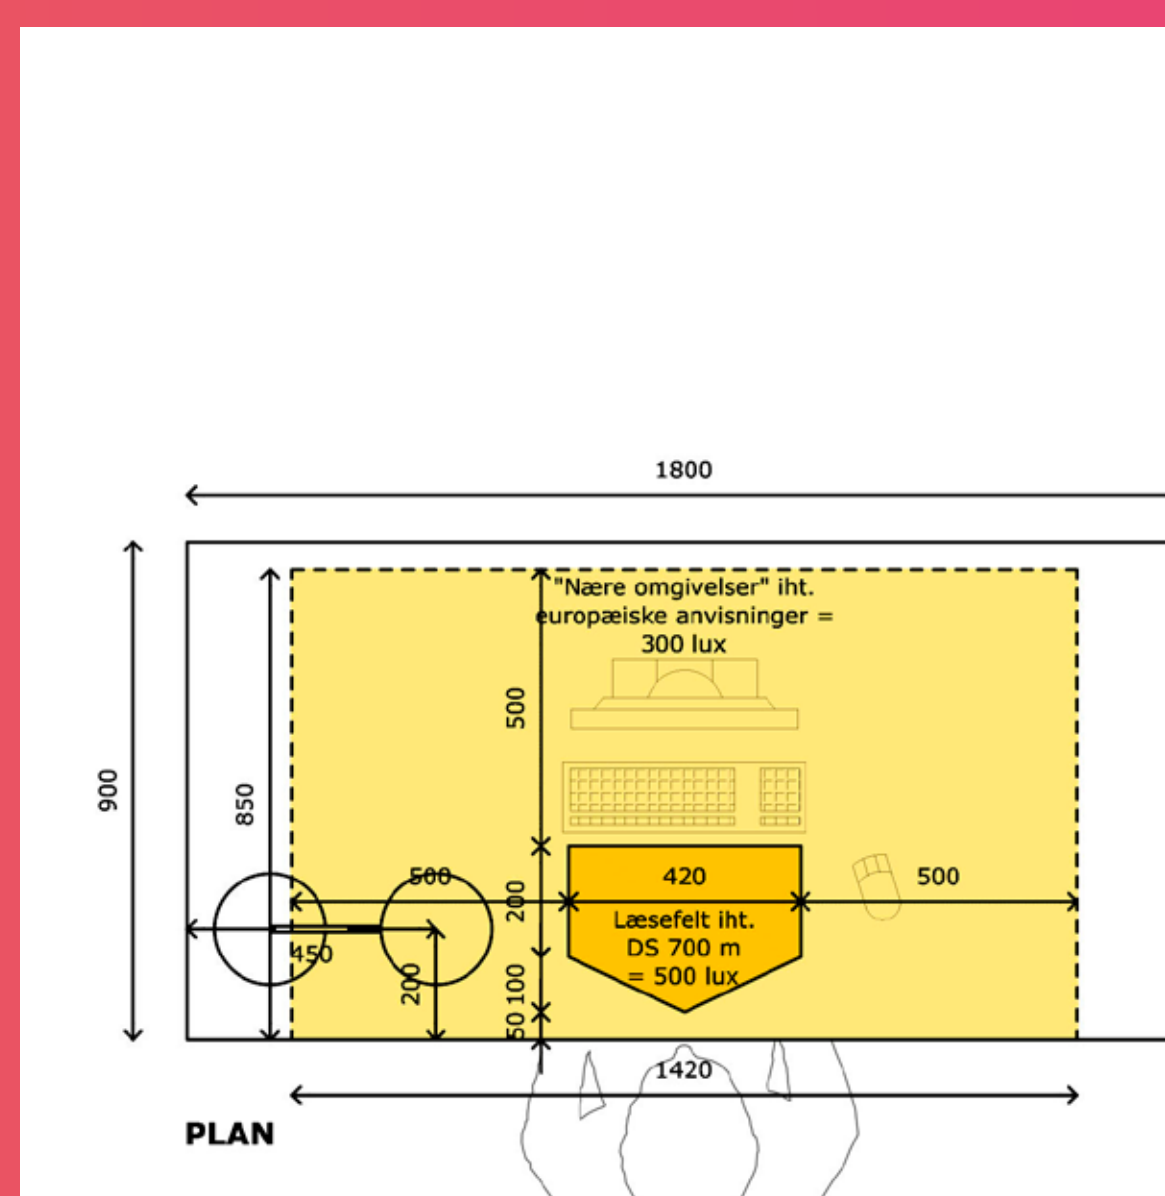 1800
"Nære omgivelser" iht.
europæiske anvisninger =
300 lux
500
900
850
500
420
500
200
Læsefelt iht.
DS 700 m
= 500 lux
450
200
100
50
1420
PLAN